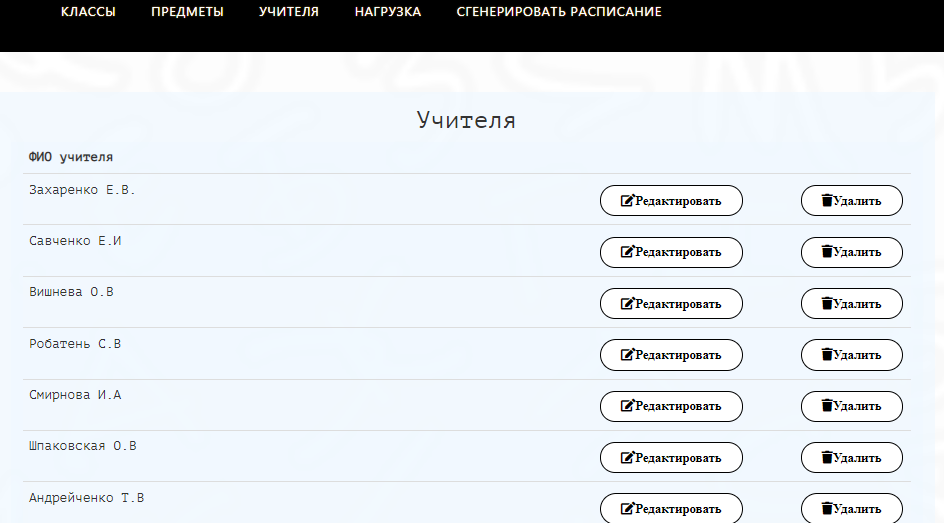 КЛАССЫ ПРЕДМЕТЫ УЧИТЕЛЯ НАГРУЗКА СГЕНЕРИРОВАТЬ РАСПИСАНИЕ
Учителя
ФИО учителя
Захаренко Е.В. Редактировать Удалить
Савченко Е.И Редактировать Удалить
Вишнева О.В Редактировать Удалить
Робатень С.В Редактировать Удалить
Смирнова И.А Редактировать Удалить
Шпаковская О.В Редактировать Удалить
Андрейченко Т.В Редактировать Удалить